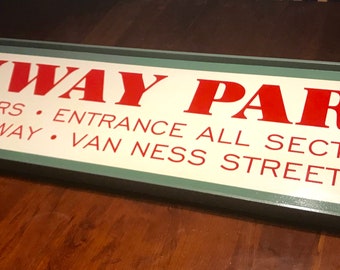 WAY PAR
RS • ENTRANCE ALL SECT
WAY • VAN NESS STREET